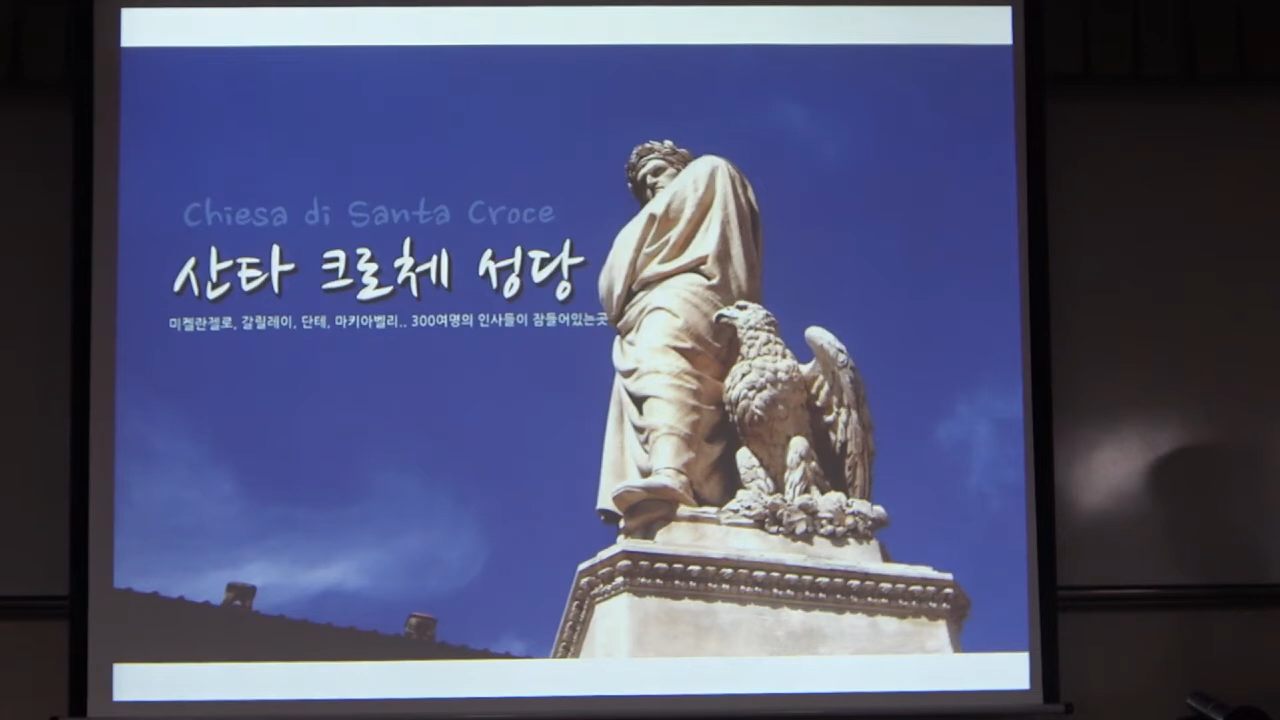 Chiesa di Santa Croce
산타 크로체 성당
미켈란젤로, 갈릴레이, 단테, 마키아벨리.. 300여명의 인사들이 잠들어있는곳